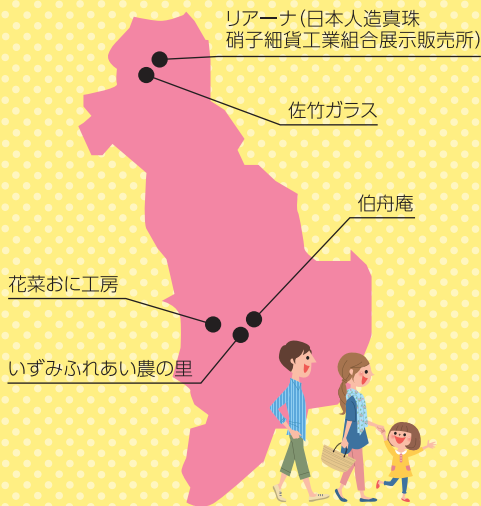 リアーナ(日本人造真珠
硝子細貨工業組合展示販売所)
佐竹ガラス
伯舟庵
花菜おに工房
いずみふれあい農の里